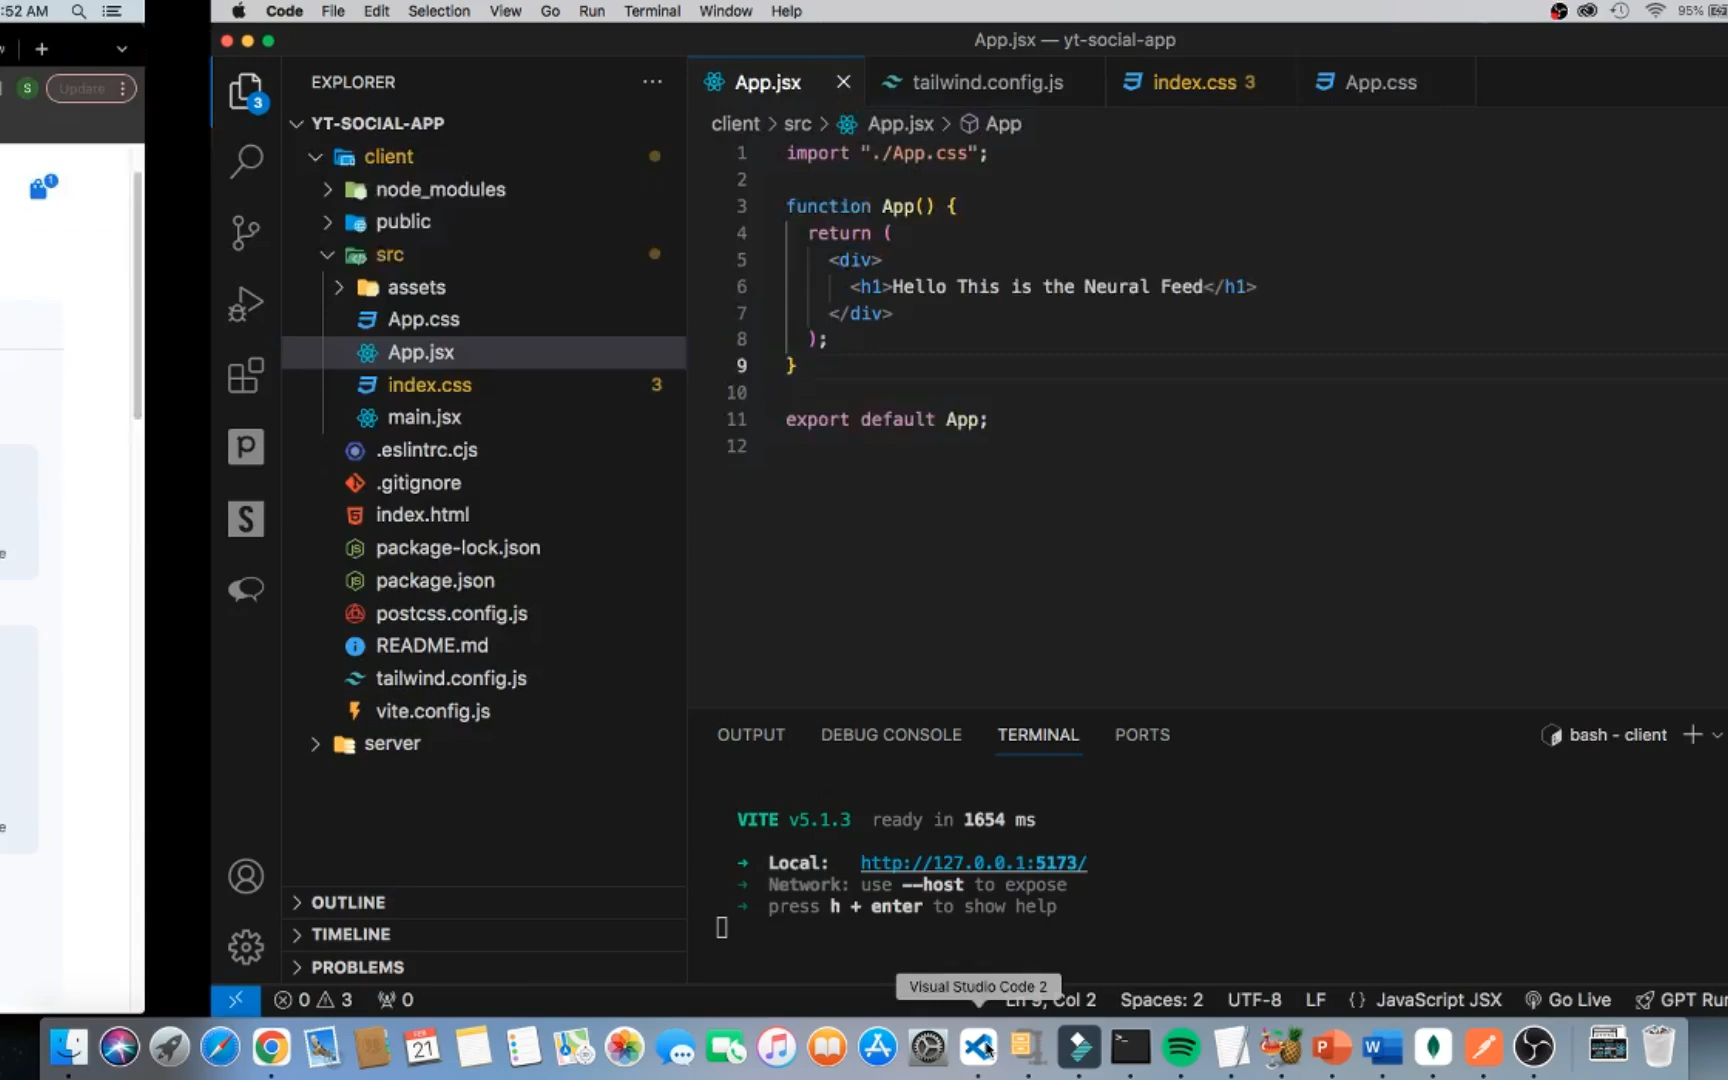 :52 AM
Code File Edit Selection View Go Run Terminal Window Help
95%
S Update
1
e
e
App.jsx — yt-social-app
3
EXPLORER
YT-SOCIAL-APP
client
node_modules
public
src
assets
App.css
App.jsx
index.css 3
main.jsx
.eslintrc.cjs
.gitignore
index.html
package-lock.json
package.json
postcss.config.js
README.md
tailwind.config.js
vite.config.js
server
OUTLINE
TIMELINE
PROBLEMS
App.jsx tailwind.config.js index.css 3 App.css
client > src > App.jsx > App
1 import "./App.css";
2
3 function App() {
4 return (
5 <div>
6 <h1>Hello This is the Neural Feed</h1>
7 </div>
8 );
9 }
10
11 export default App;
12
OUTPUT DEBUG CONSOLE TERMINAL PORTS
bash - client
VITE v5.1.3 ready in 1654 ms
➜ Local: http://127.0.0.1:5173/
➜ Network: use --host to expose
➜ press h + enter to show help
Visual Studio Code 2
0 3 0
Ln 9, Col 2 Spaces: 2 UTF-8 LF {} JavaScript JSX Go Live GPT Run
FEB
21